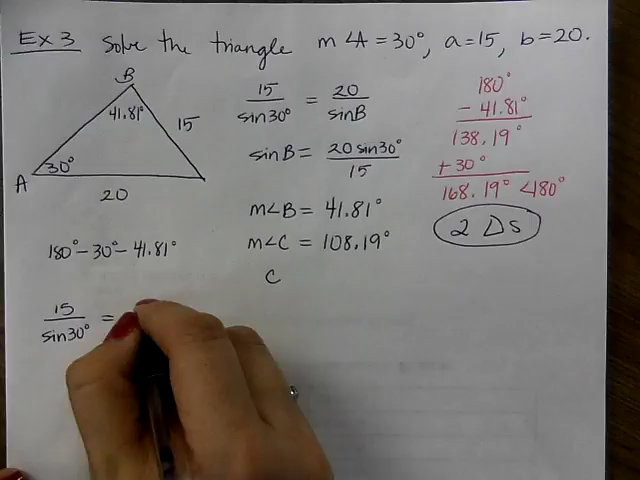 Ex 3 Solve the triangle m∠A = 30°, a = 15, b = 20.
B
41.81°
15
30°
A
20
15/sin30° = 20/sinB
sinB = 20 sin30°/15
m∠B = 41.81°
m∠C = 108.19°
c
180°
- 41.81°
138.19°
+ 30°
168.19° < 180°
2 △s
180° - 30° - 41.81°
15/sin30° =